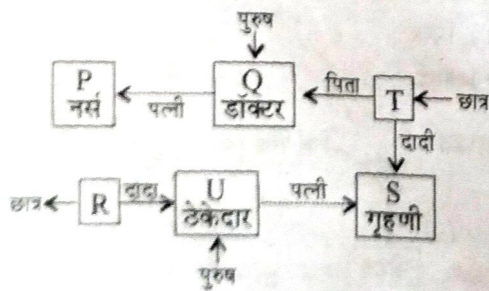 पुरुष
P
नर्स
पत्नी
Q
डॉक्टर
पिता
T
छात्र
दादी
छात्र
R
दादा
U
ठेकेदार
पत्नी
S
गृहणी
पुरुष